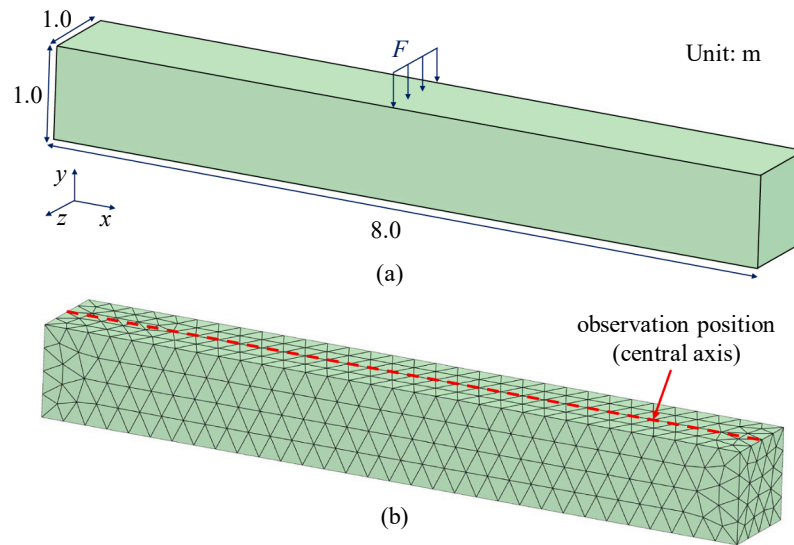 1.0
F
Unit: m
1.0
y
z
x
8.0
(a)
observation position
(central axis)
(b)